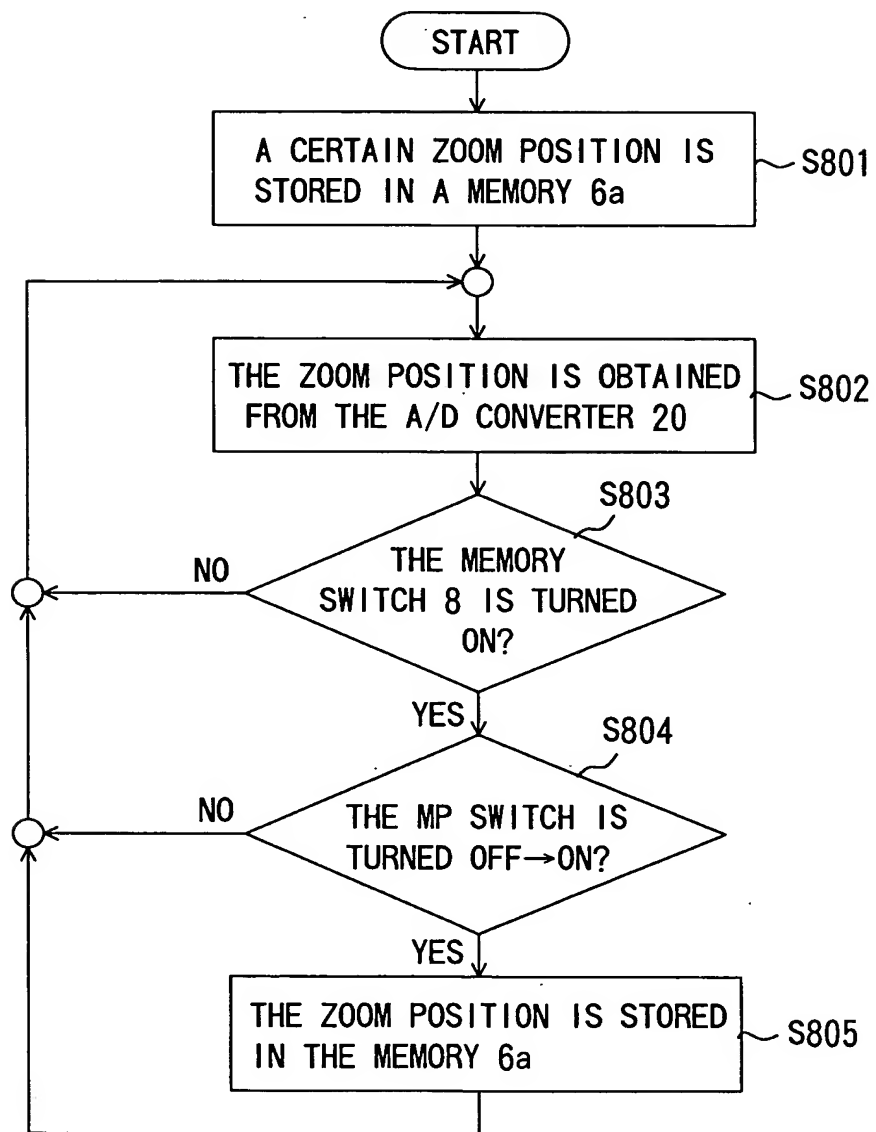 START
A CERTAIN ZOOM POSITION IS
STORED IN A MEMORY 6a
S801
THE ZOOM POSITION IS OBTAINED
FROM THE A/D CONVERTER 20
S802
S803
THE MEMORY
SWITCH 8 IS TURNED
ON?
NO
YES
S804
THE MP SWITCH IS
TURNED OFF→ON?
NO
YES
THE ZOOM POSITION IS STORED
IN THE MEMORY 6a
S805